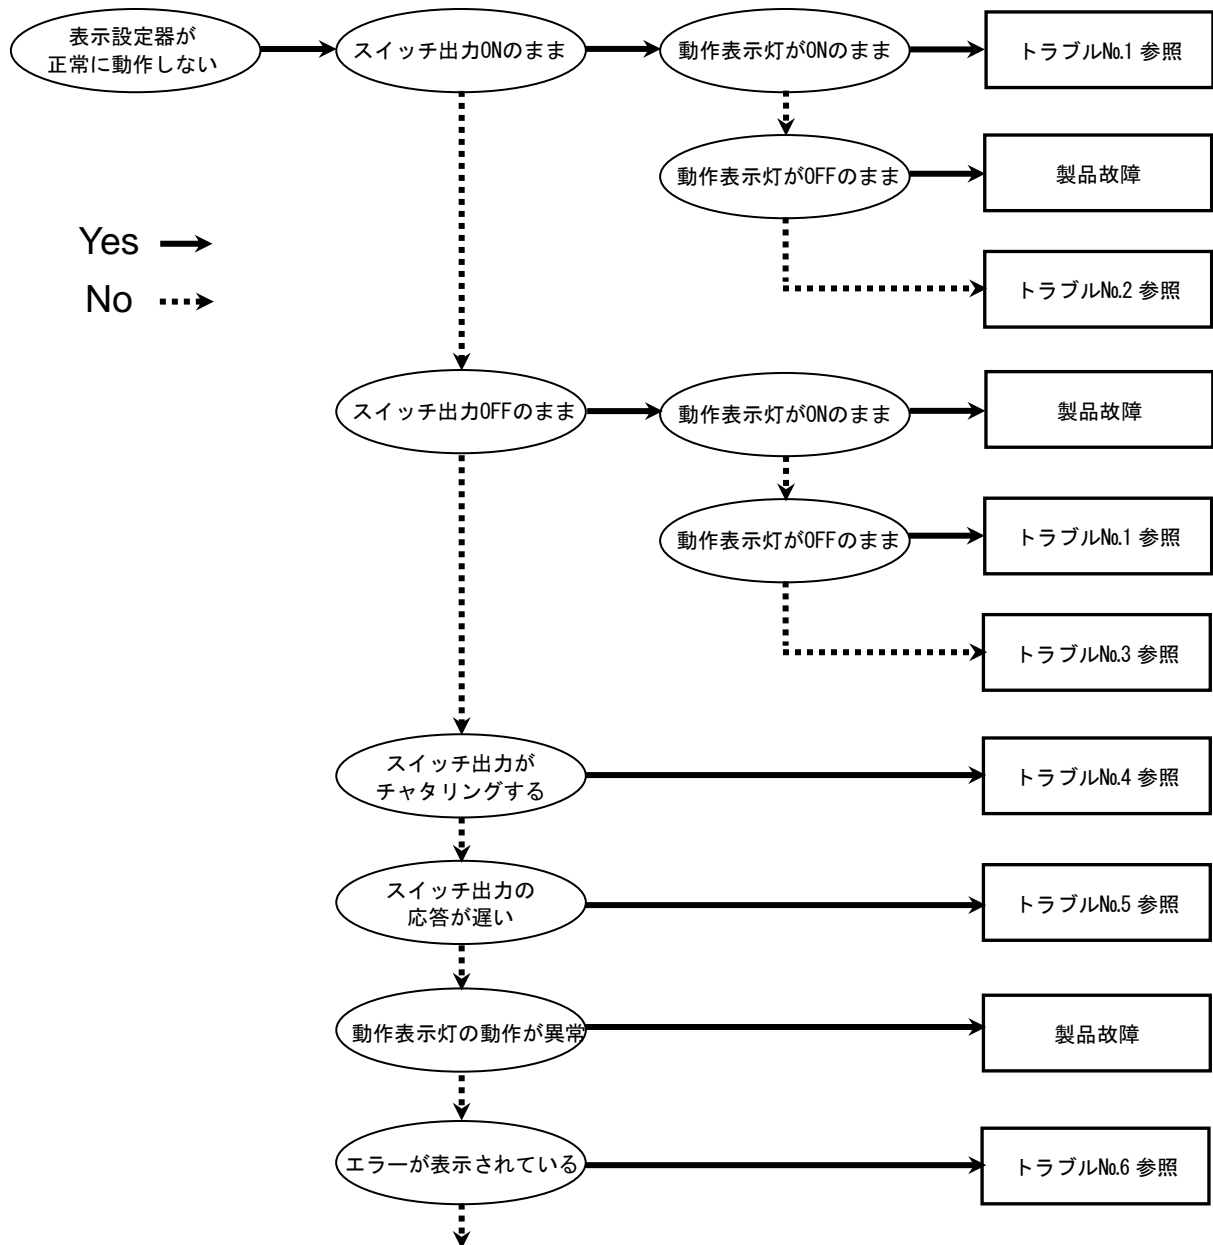 表示設定器が
正常に動作しない
スイッチ出力ONのまま
動作表示灯がONのまま
トラブル№1 参照
動作表示灯がOFFのまま
製品故障
Yes
No
トラブル№2 参照
スイッチ出力OFFのまま
動作表示灯がONのまま
製品故障
動作表示灯がOFFのまま
トラブル№1 参照
トラブル№3 参照
スイッチ出力が
チャタリングする
トラブル№4 参照
スイッチ出力の
応答が遅い
トラブル№5 参照
動作表示灯の動作が異常
製品故障
エラーが表示されている
トラブル№6 参照